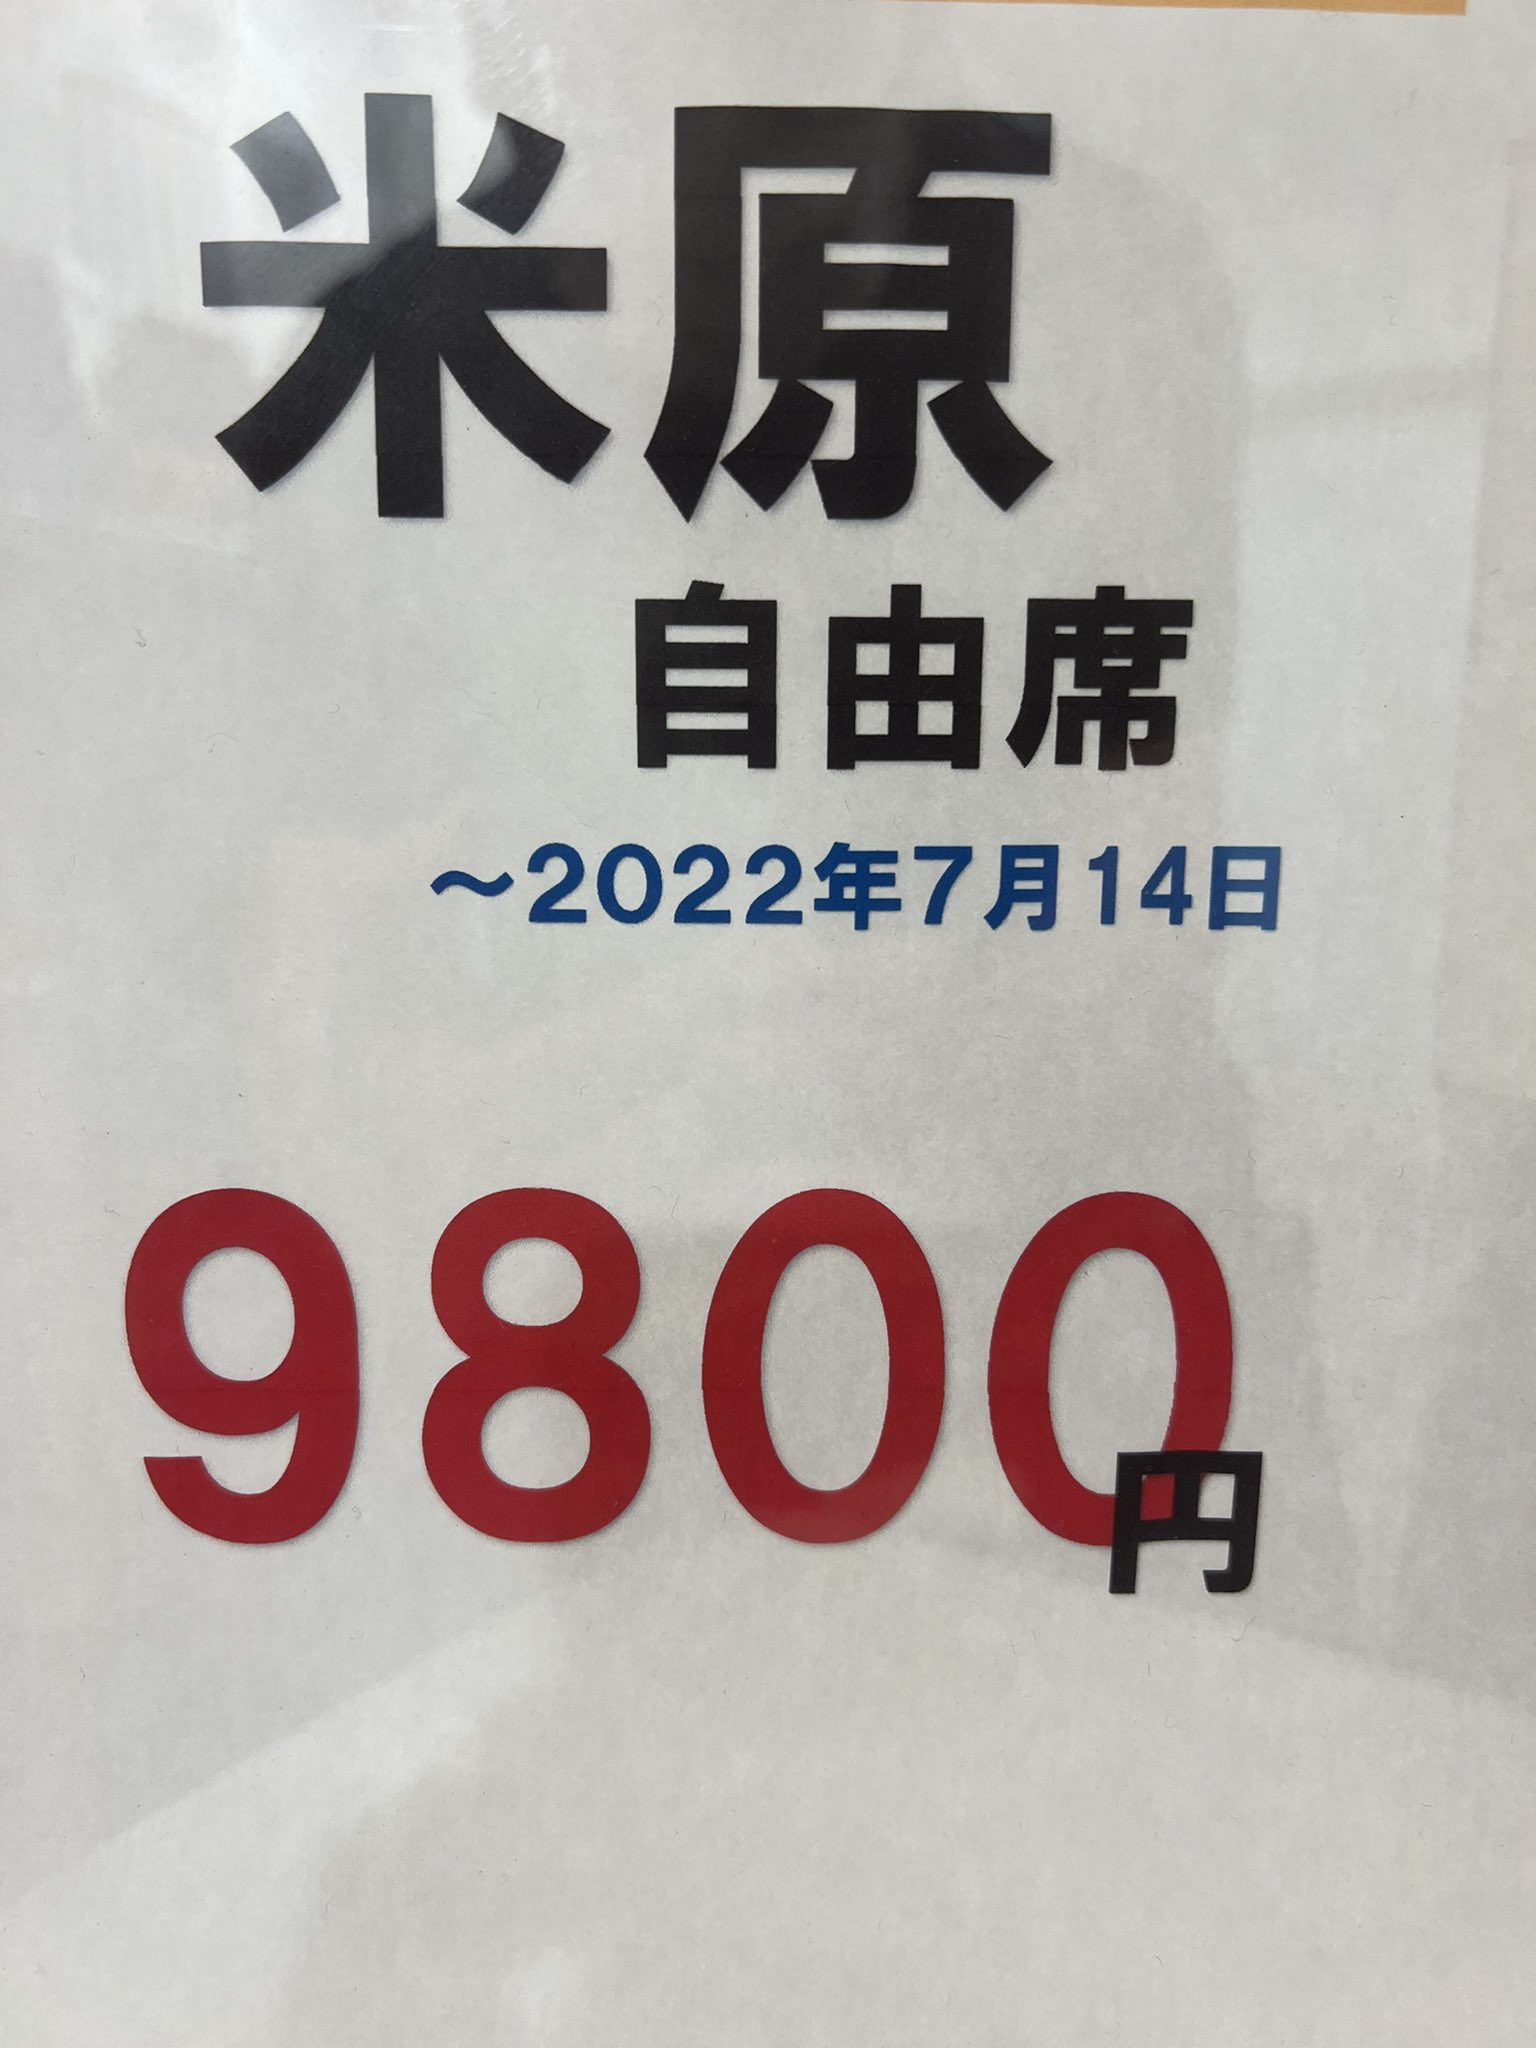 米原
自由席
～2022年7月14日
9800円